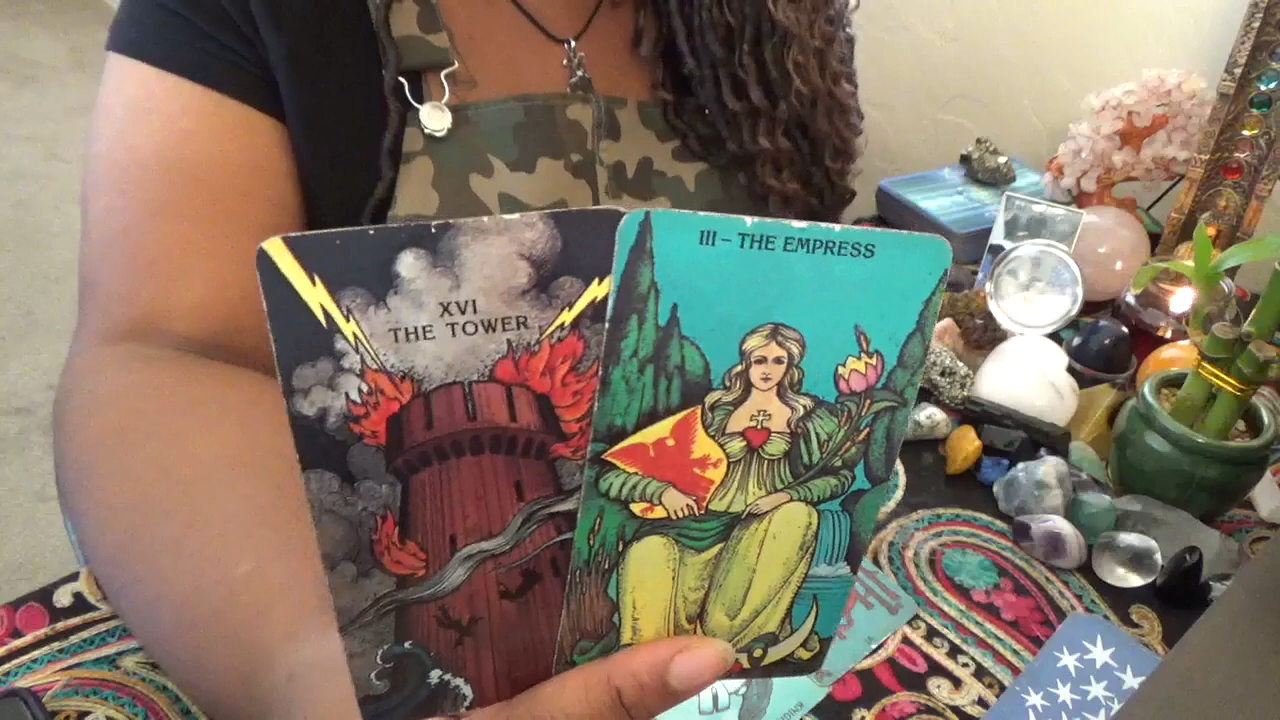 XVI
THE TOWER
III – THE EMPRESS